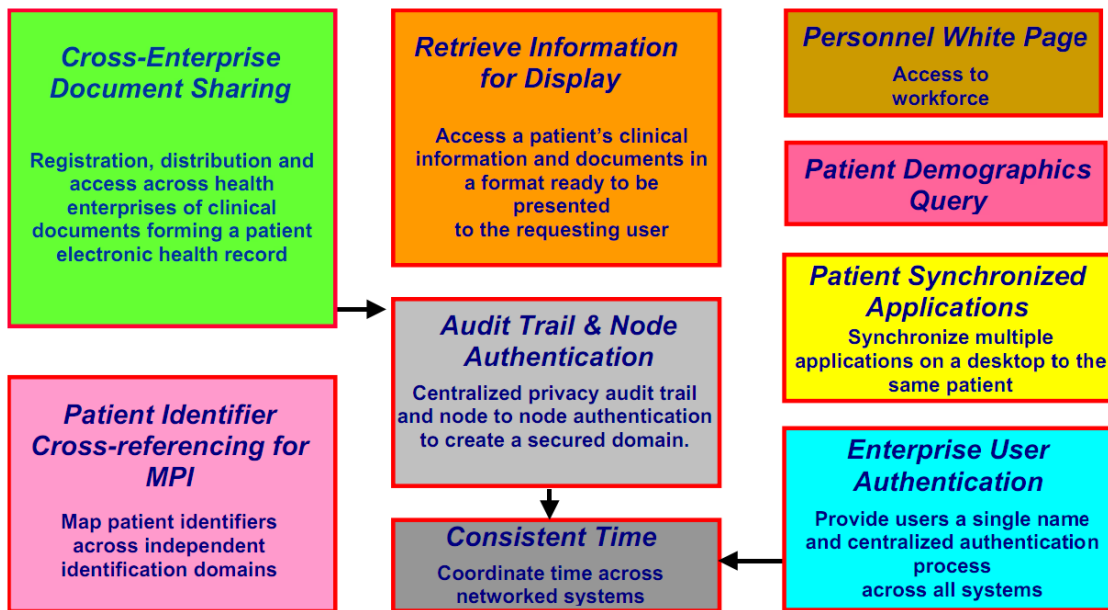 Cross-Enterprise
Document Sharing
Registration, distribution and
access across health
enterprises of clinical
documents forming a patient
electronic health record
Patient Identifier
Cross-referencing for
MPI
Map patient identifiers
across independent
identification domains
Retrieve Information
for Display
Access a patient's clinical
information and documents in
a format ready to be
presented
to the requesting user
Audit Trail & Node
Authentication
Centralized privacy audit trail
and node to node authentication
to create a secured domain.
Consistent Time
Coordinate time across
networked systems
Personnel White Page
Access to
workforce
Patient Demographics
Query
Patient Synchronized
Applications
Synchronize multiple
applications on a desktop to the
same patient
Enterprise User
Authentication
Provide users a single name
and centralized authentication
process
across all systems